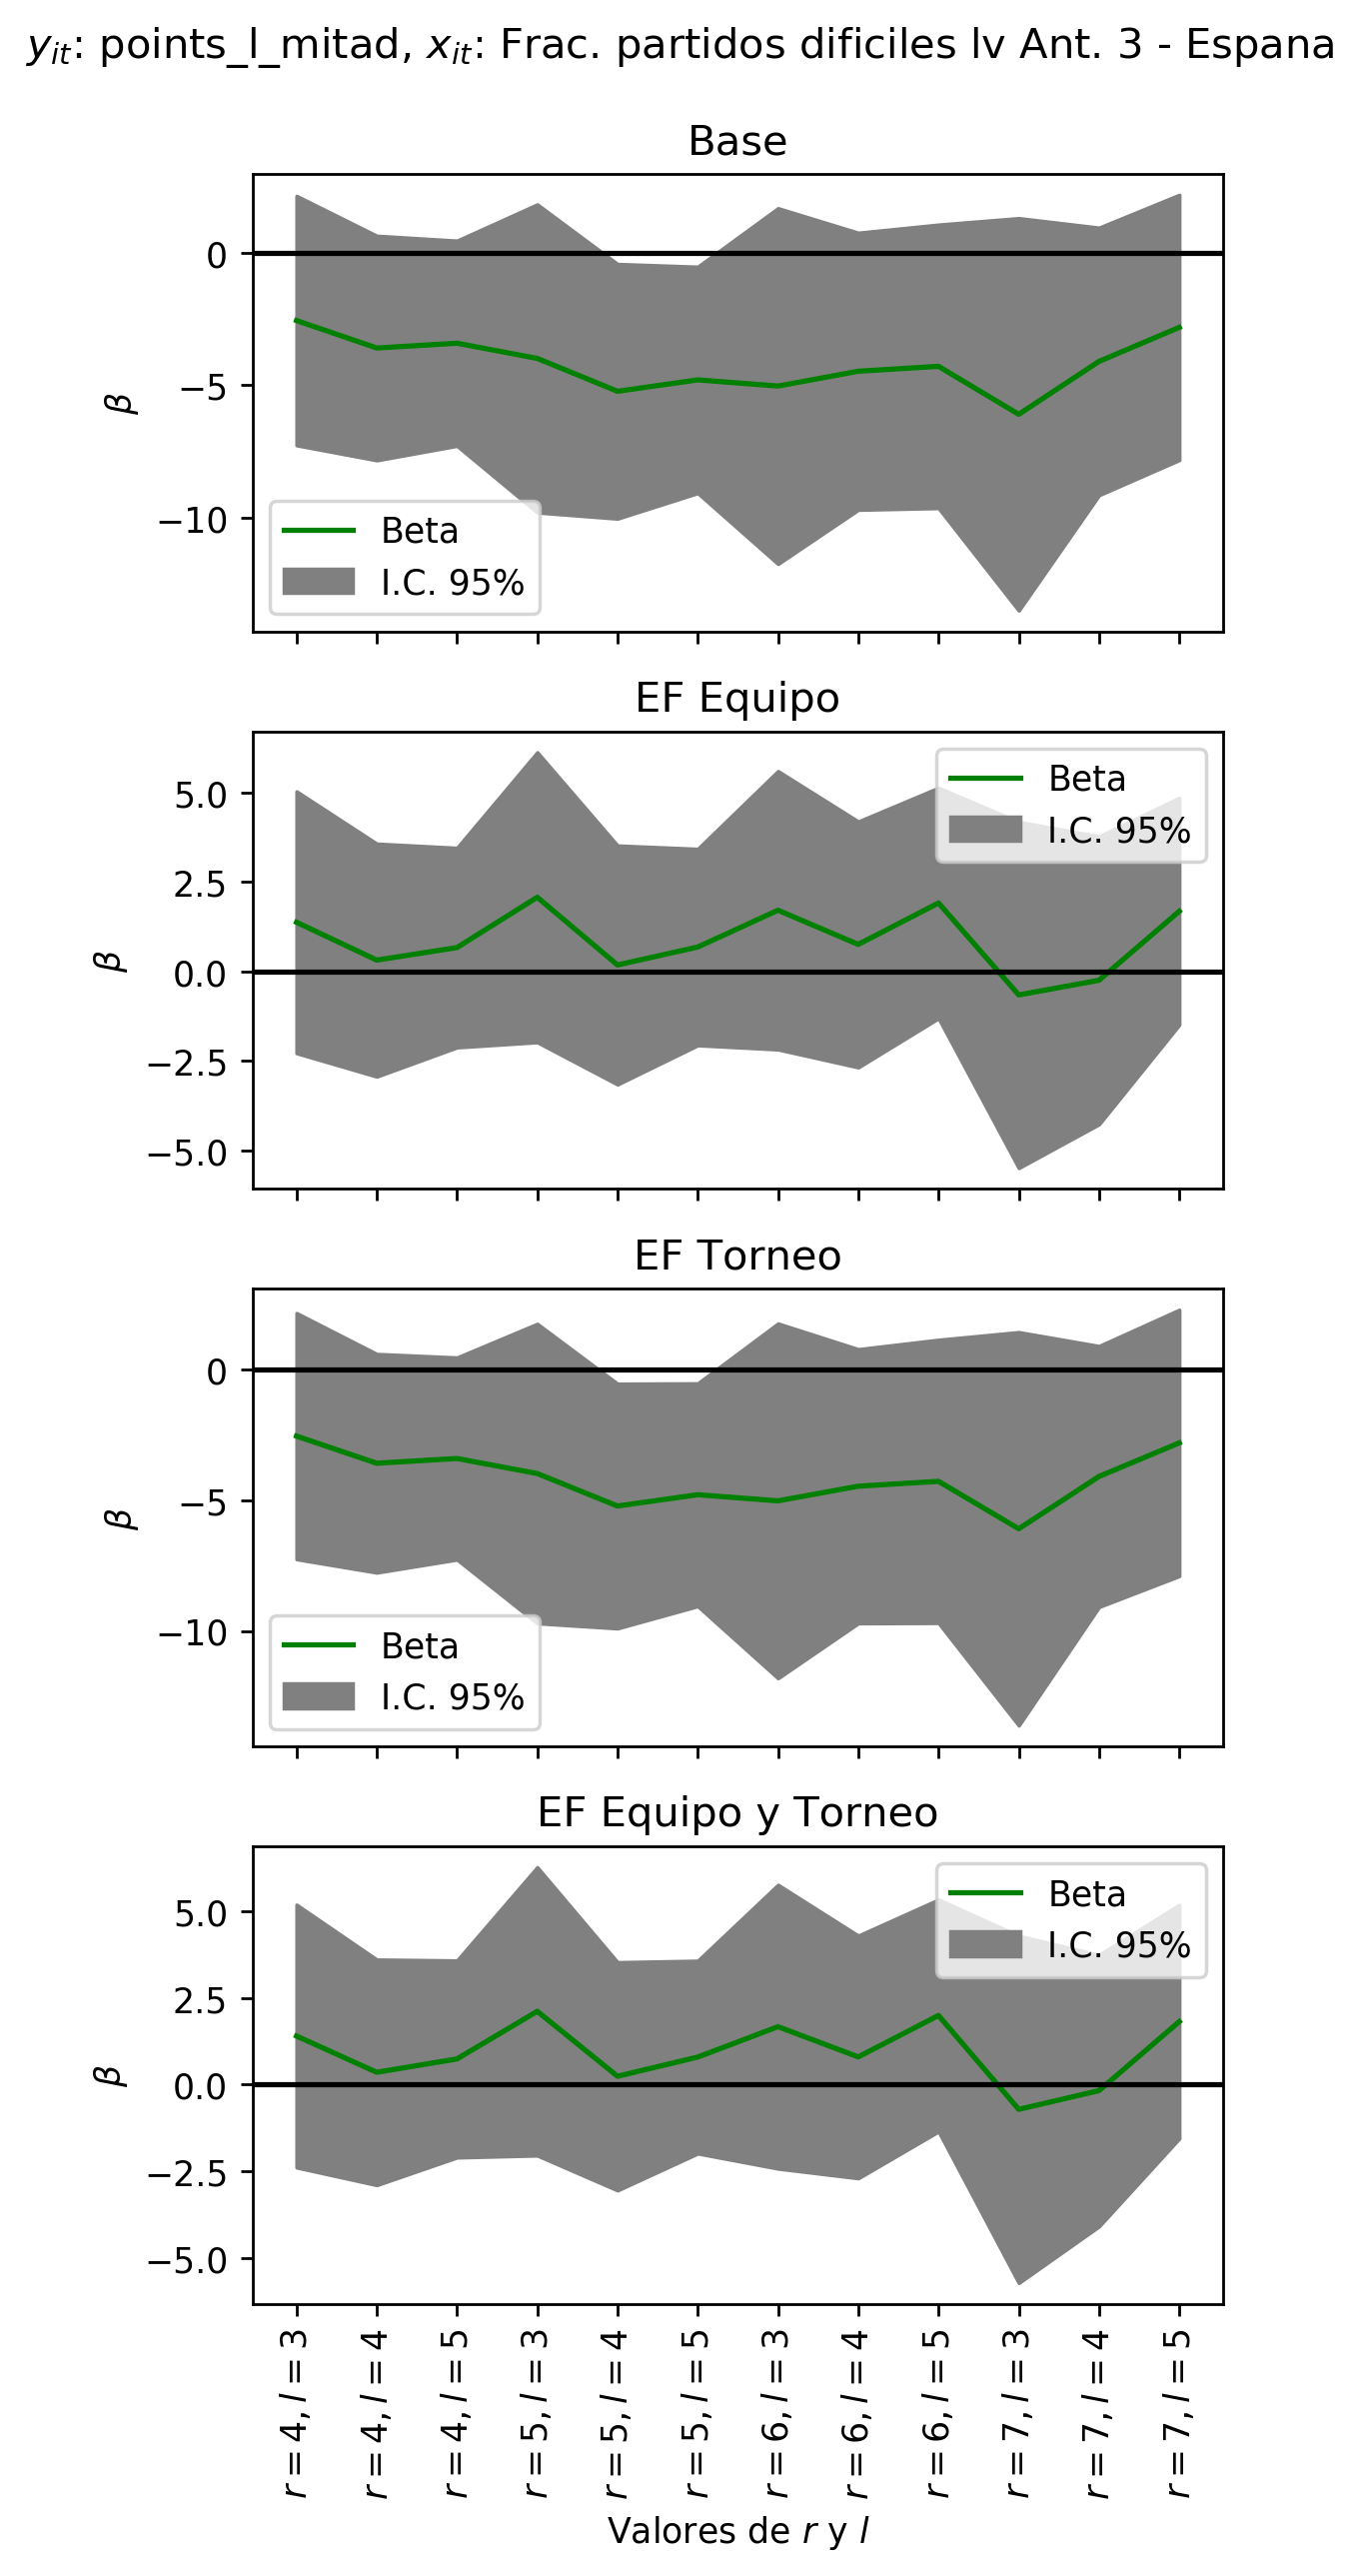 y_it: points_l_mitad, x_it: Frac. partidos dificiles lv Ant. 3 - Espana
Base
0
−5
−10
β
Beta
I.C. 95%
EF Equipo
5.0
2.5
0.0
−2.5
−5.0
β
Beta
I.C. 95%
EF Torneo
0
−5
−10
β
Beta
I.C. 95%
EF Equipo y Torneo
5.0
2.5
0.0
−2.5
−5.0
β
Beta
I.C. 95%
r = 4, l = 3
r = 4, l = 4
r = 4, l = 5
r = 5, l = 3
r = 5, l = 4
r = 5, l = 5
r = 6, l = 3
r = 6, l = 4
r = 6, l = 5
r = 7, l = 3
r = 7, l = 4
r = 7, l = 5
Valores de r y l